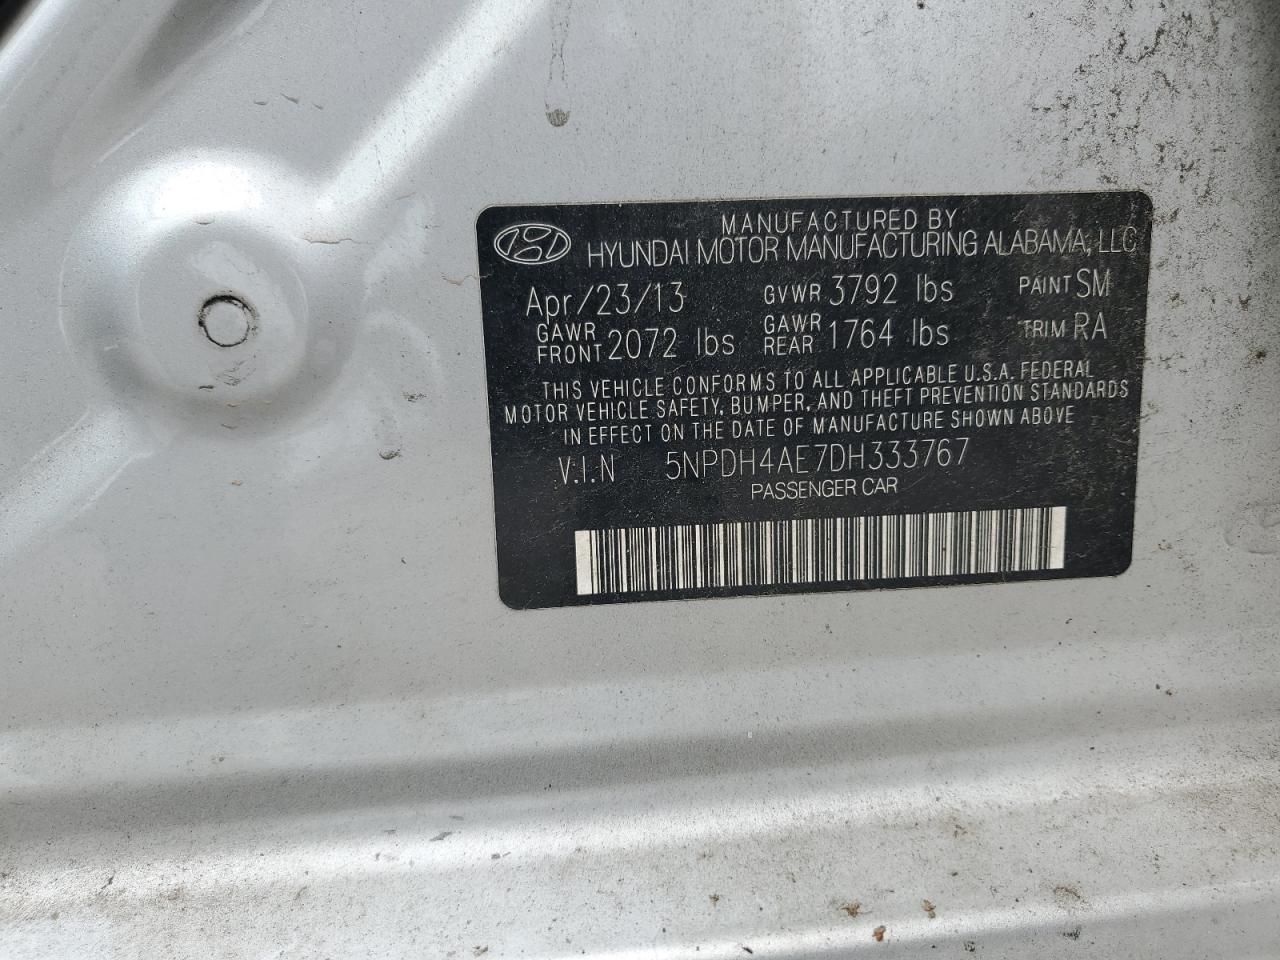 MANUFACTURED BY
HYUNDAI MOTOR MANUFACTURING ALABAMA, LLC
Apr/23/13 GVWR 3792 lbs PAINT SM
GAWR FRONT 2072 lbs GAWR REAR 1764 lbs TRIM RA
THIS VEHICLE CONFORMS TO ALL APPLICABLE U.S.A. FEDERAL
MOTOR VEHICLE SAFETY, BUMPER, AND THEFT PREVENTION STANDARDS
IN EFFECT ON THE DATE OF MANUFACTURE SHOWN ABOVE
V.I.N 5NPDH4AE7DH333767
PASSENGER CAR